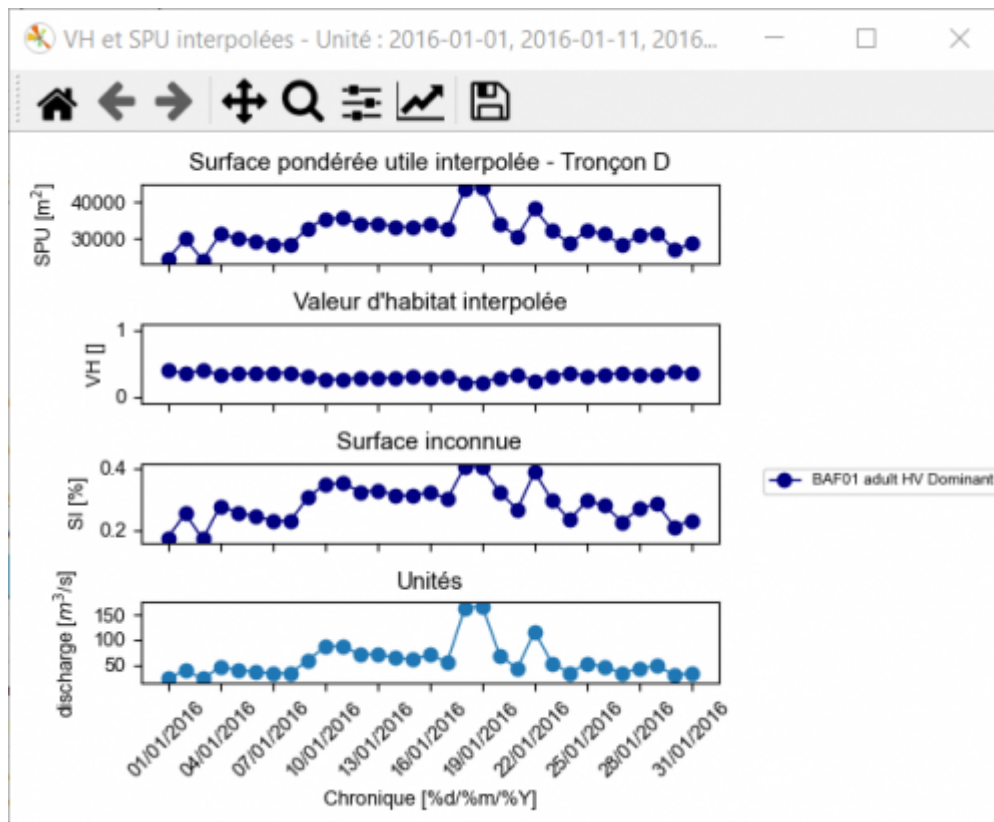 VH et SPU interpolées - Unité : 2016-01-01, 2016-01-11, 2016...
Surface pondérée utile interpolée - Tronçon D
SPU [m²]
40000
30000
Valeur d'habitat interpolée
VH []
1
0
Surface inconnue
SI [%]
0.4
0.2
BAF01 adult HV Dominant
Unités
discharge [m³/s]
150
100
50
01/01/2016
04/01/2016
07/01/2016
10/01/2016
13/01/2016
16/01/2016
19/01/2016
22/01/2016
25/01/2016
28/01/2016
31/01/2016
Chronique [%d/%m/%Y]